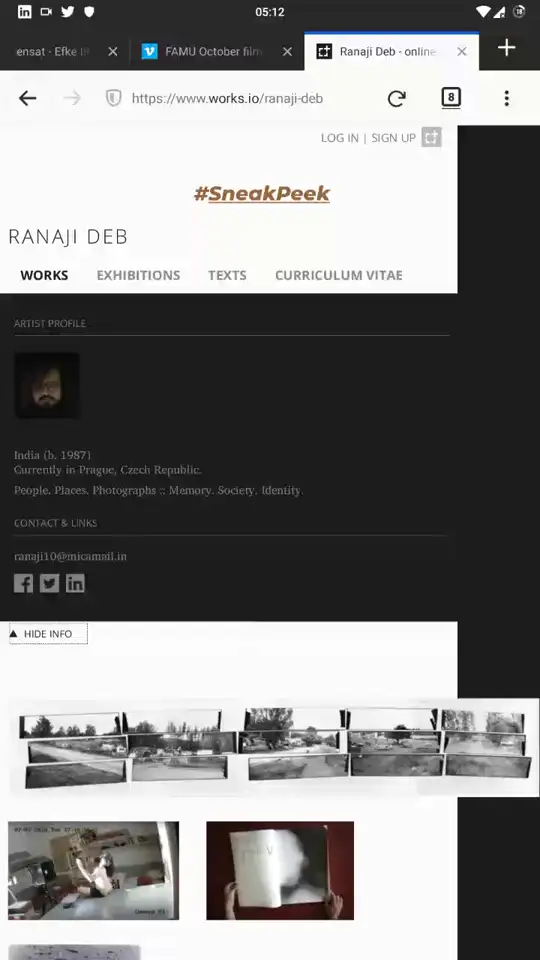 05:12
18
ensat - Efke I
FAMU October film
Ranaji Deb - online
https://www.works.io/ranaji-deb
8
LOG IN | SIGN UP
#SneakPeek
RANAJI DEB
WORKS EXHIBITIONS TEXTS CURRICULUM VITAE
ARTIST PROFILE
India (b. 1987)
Currently in Prague, Czech Republic.
People. Places. Photographs :: Memory. Society. Identity.
CONTACT & LINKS
ranaji10@micamail.in
HIDE INFO